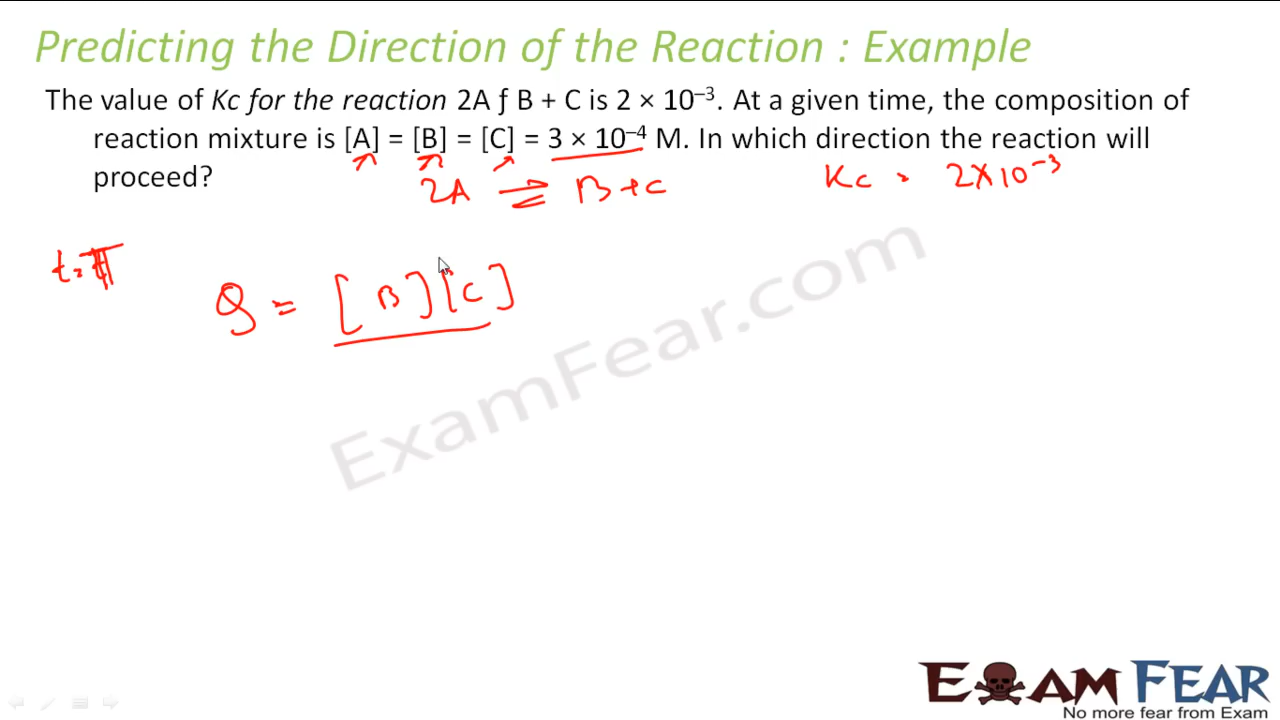 Predicting the Direction of the Reaction : Example
The value of Kc for the reaction 2A ƒ B + C is 2 × 10⁻³. At a given time, the composition of
reaction mixture is [A] = [B] = [C] = 3 × 10⁻⁴ M. In which direction the reaction will
proceed?
2A ⇌ B + C
Kc = 2 × 10⁻³
Q = [B][C]
ExamFear.com
EXAM FEAR
No more fear from Exam